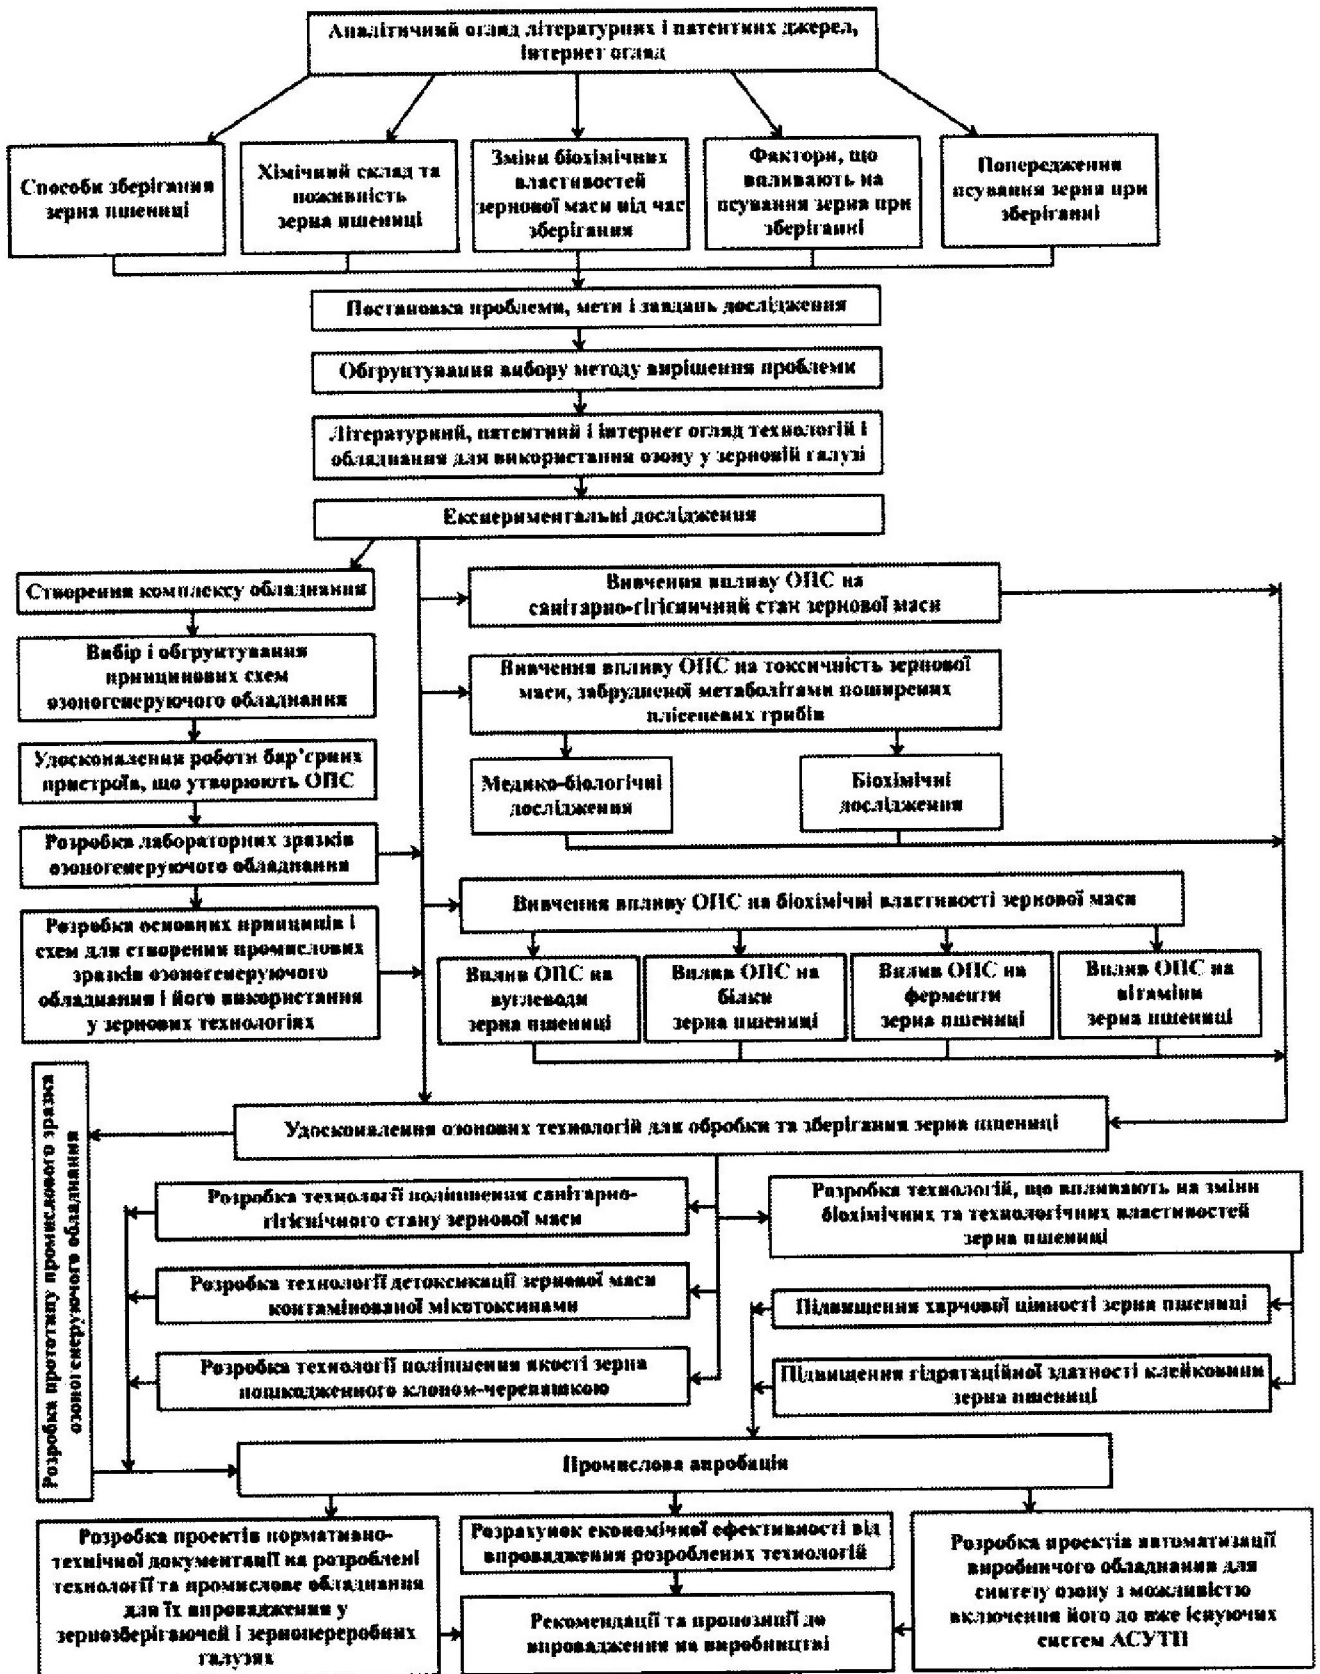 Аналітичний огляд літературних і патентних джерел,
інтернет огляд
Способи зберігання
зерна пшениці
Хімічний склад та
поживність
зерна пшениці
Зміни біохімічних
властивостей
зернової маси від час
зберігання
Фактори, що
впливають на
псування зерна при
зберіганні
Попередження
псування зерна при
зберіганні
Постановка проблеми, мети і завдань дослідження
Обгрунтування вибору методу вирішення проблеми
Літературний, патентний і інтернет огляд технологій і
обладнання для використання озону у зерновій галузі
Експериментальні дослідження
Створення комплексу обладнання
Вибір і обгрунтування
принципових схем
озоногенеруючого обладнання
Удосконалення роботи бар’єрних
пристроїв, що утворюють ОПС
Розробка лабораторних зразків
озоногенеруючого обладнання
Розробка основних принципів і
схем для створення промислових
зразків озоногенеруючого
обладнання і його використання
у зернових технологіях
Вивчення впливу ОПС на
санітарно-гігієничний стан зернової маси
Вивчення впливу ОПС на токсичність зернової
маси, забрудненої метаболітами поширених
плісеневих грибів
Медико-біологічні
дослідження
Біохімічні
дослідження
Вивчення впливу ОПС на біохімічні властивості зернової маси
Вплив ОПС на
вуглеводи
зерна пшениці
Вплив ОПС на
білки
зерна пшениці
Вплив ОПС на
ферменти
зерна пшениці
Вплив ОПС на
вітаміни
зерна пшениці
Розробка прототипу промислового зразка
озоногенеруючого обладнання
Удосконалення озонових технологій для обробки та зберігання зерна пшениці
Розробка технології поліпшення санітарно-
гігієнічного стану зернової маси
Розробка технології детоксикації зернової маси
контамінованої мікотоксинами
Розробка технології поліпшення якості зерна
пошкодженного клопом-черепашкою
Розробка технологій, що впливають на зміни
біохімічних та технологічних властивостей
зерна пшениці
Підвищення харчової цінності зерна пшениці
Підвищення гідратаційної здатності клейковини
зерна пшениці
Промислова апробація
Розробка проектів нормативно-
технічної документації на розроблені
технології та промислове обладнання
для їх впровадження у
зернозберігаючей і зернопереробних
галузях
Розрахунок економічної ефективності від
впровадження розроблених технологій
Рекомендації та пропозиції до
впровадження на виробництві
Розробка проектів автоматизації
виробничого обладнання для
синтезу озону з можливістю
включення його до вже існуючих
систем АСУТП